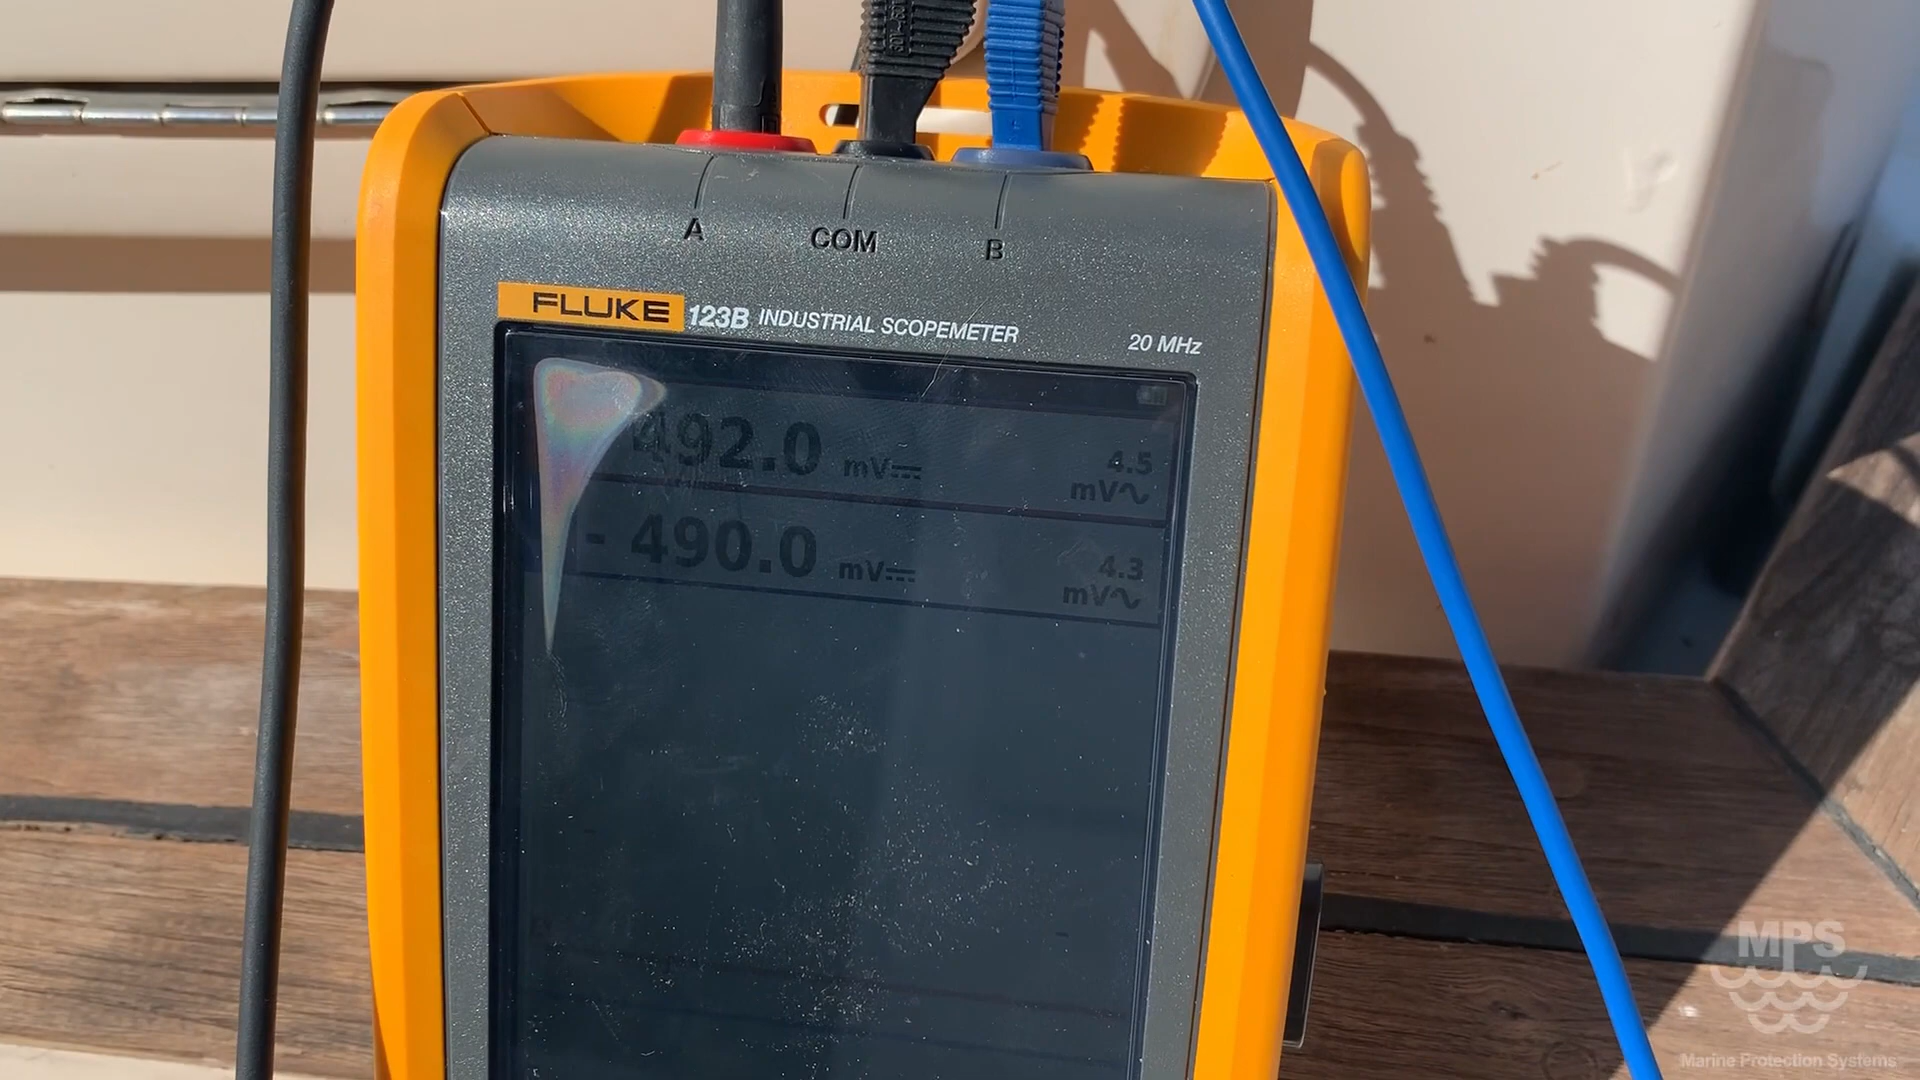 A COM B
FLUKE 123B INDUSTRIAL SCOPEMETER 20 MHz
492.0 mV 4.5
mV
- 490.0 mV 4.3
mV
MPS
Marine Protection Systems